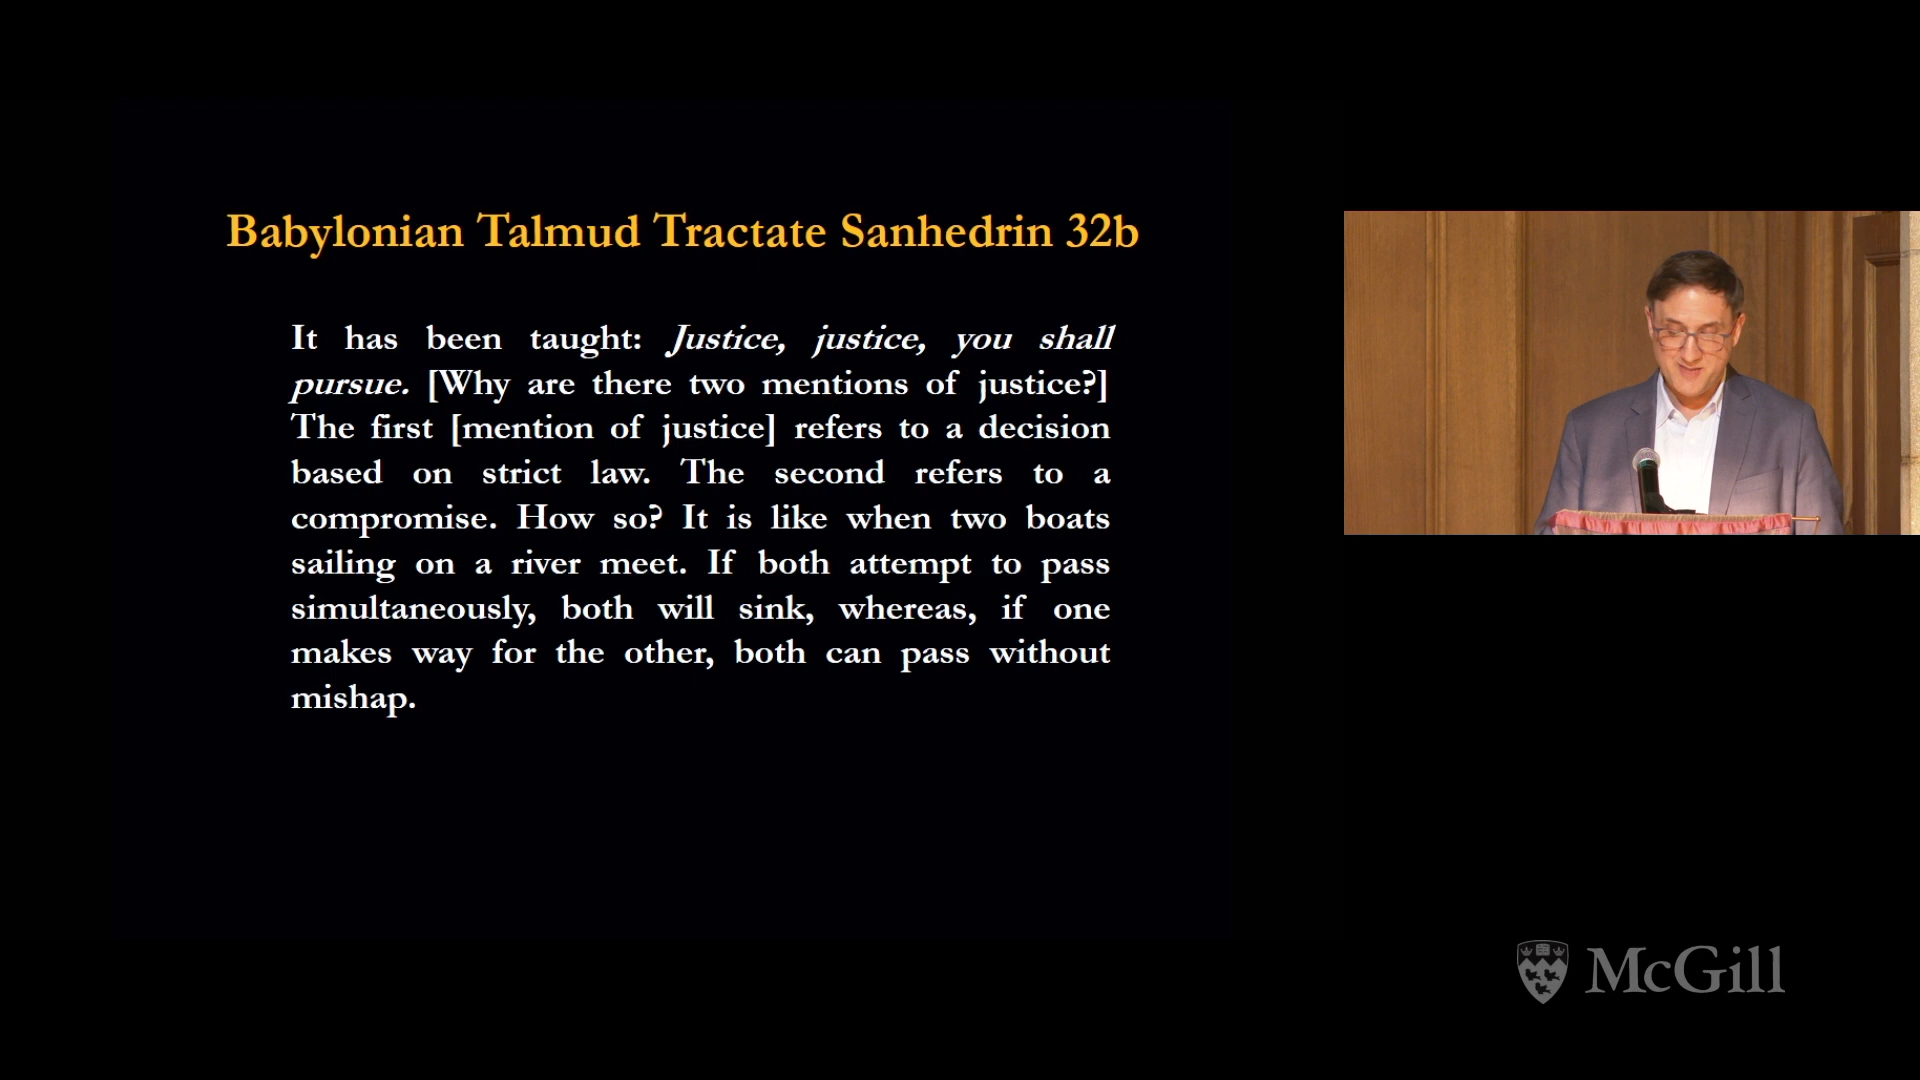 Babylonian Talmud Tractate Sanhedrin 32b
It has been taught: Justice, justice, you shall
pursue. [Why are there two mentions of justice?]
The first [mention of justice] refers to a decision
based on strict law. The second refers to a
compromise. How so? It is like when two boats
sailing on a river meet. If both attempt to pass
simultaneously, both will sink, whereas, if one
makes way for the other, both can pass without
mishap.
McGill